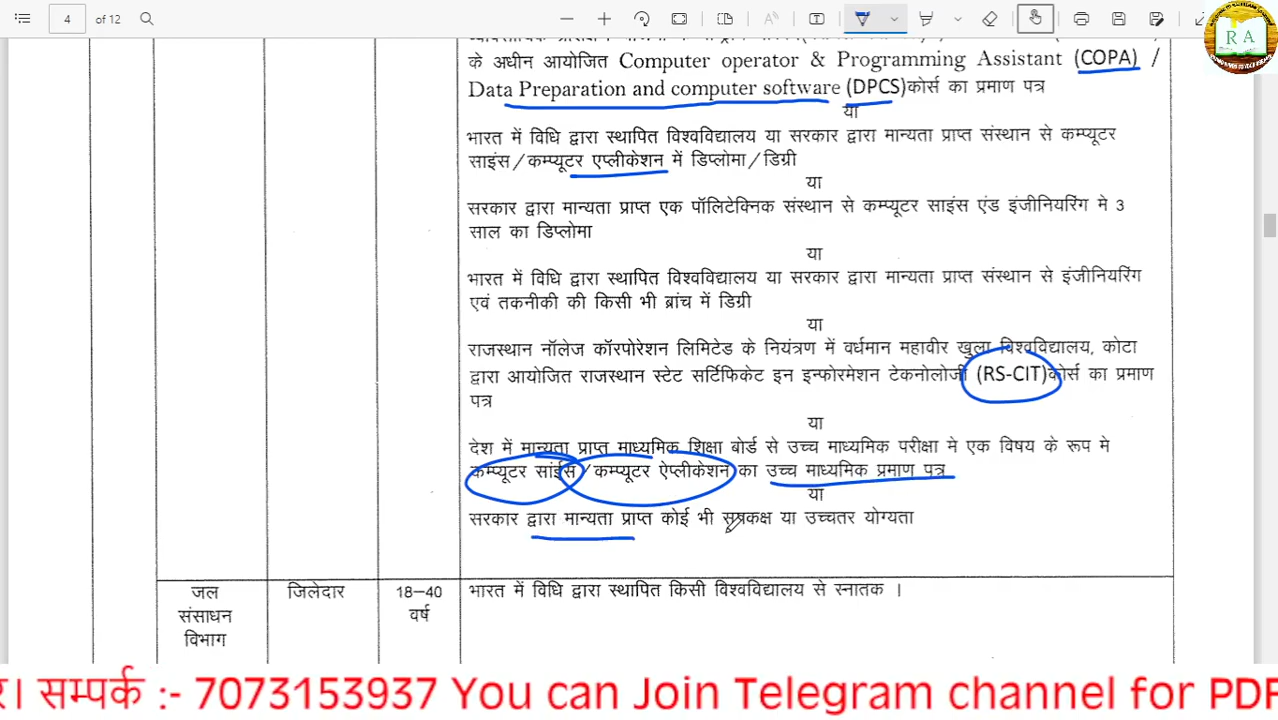 4 of 12
के अधीन आयोजित Computer operator & Programming Assistant (COPA) /
Data Preparation and computer software (DPCS)कोर्स का प्रमाण पत्र
या
भारत में विधि द्वारा स्थापित विश्वविद्यालय या सरकार द्वारा मान्यता प्राप्त संस्थान से कम्प्यूटर
साइंस/कम्प्यूटर एप्लीकेशन में डिप्लोमा/डिग्री
या
सरकार द्वारा मान्यता प्राप्त एक पॉलिटेक्निक संस्थान से कम्प्यूटर साइंस एंड इंजीनियरिंग मे 3
साल का डिप्लोमा
या
भारत में विधि द्वारा स्थापित विश्वविद्यालय या सरकार द्वारा मान्यता प्राप्त संस्थान से इंजीनियरिंग
एवं तकनीकी की किसी भी ब्रांच में डिग्री
या
राजस्थान नॉलेज कॉरपोरेशन लिमिटेड के नियंत्रण में वर्धमान महावीर खुला विश्वविद्यालय, कोटा
द्वारा आयोजित राजस्थान स्टेट सर्टिफिकेट इन इन्फोरमेशन टेकनोलोजी (RS-CIT)कोर्स का प्रमाण
पत्र
या
देश में मान्यता प्राप्त माध्यमिक शिक्षा बोर्ड से उच्च माध्यमिक परीक्षा मे एक विषय के रूप मे
कम्प्यूटर सांईस/कम्प्यूटर ऐप्लीकेशन का उच्च माध्यमिक प्रमाण पत्र
या
सरकार द्वारा मान्यता प्राप्त कोई भी समकक्ष या उच्चतर योग्यता
जल संसाधन विभाग
जिलेदार
18–40 वर्ष
भारत में विधि द्वारा स्थापित किसी विश्वविद्यालय से स्नातक ।
RA
र। सम्पर्क :- 7073153937 You can Join Telegram channel for PDF